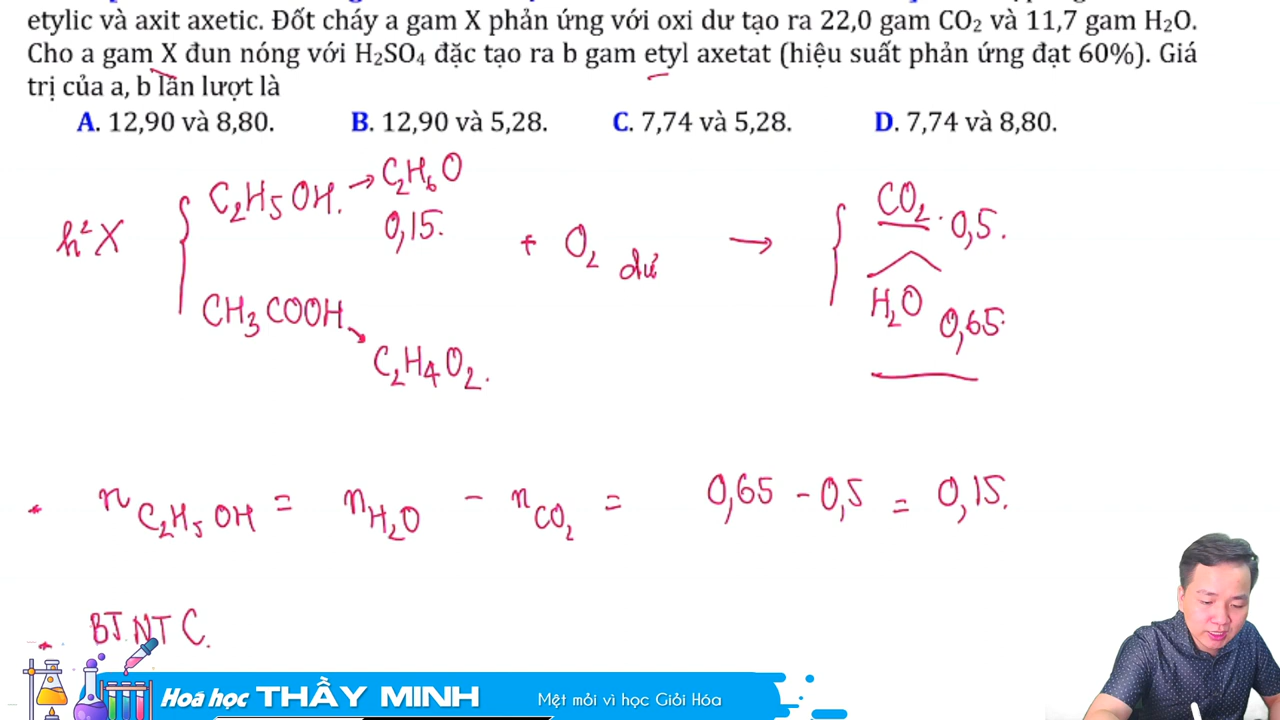 etylic và axit axetic. Đốt cháy a gam X phản ứng với oxi dư tạo ra 22,0 gam CO₂ và 11,7 gam H₂O.
Cho a gam X đun nóng với H₂SO₄ đặc tạo ra b gam etyl axetat (hiệu suất phản ứng đạt 60%). Giá
trị của a, b lần lượt là
A. 12,90 và 8,80. B. 12,90 và 5,28. C. 7,74 và 5,28. D. 7,74 và 8,80.
h² X { C₂H₅OH. → C₂H₆O
0,15.
+ O₂ dư → { CO₂. 0,5.
H₂O 0,65.
CH₃COOH → C₂H₄O₂.
n C₂H₅OH = n H₂O - n CO₂ = 0,65 - 0,5 = 0,15.
BT.NT C.
Hoá học THẦY MINH Mệt mỏi vì học Giỏi Hóa